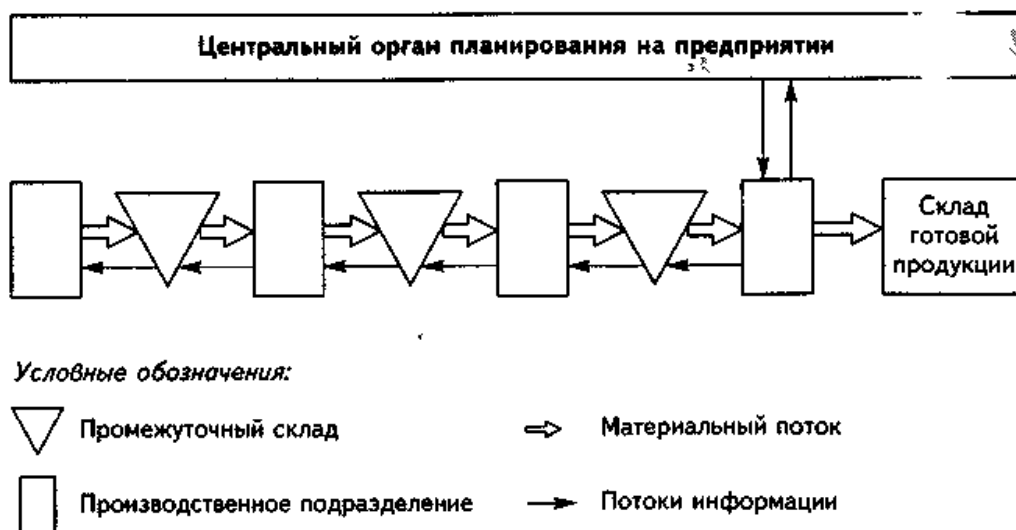 Центральный орган планирования на предприятии
Склад
готовой
продукции
Условные обозначения:
Промежуточный склад
Материальный поток
Производственное подразделение
Потоки информации